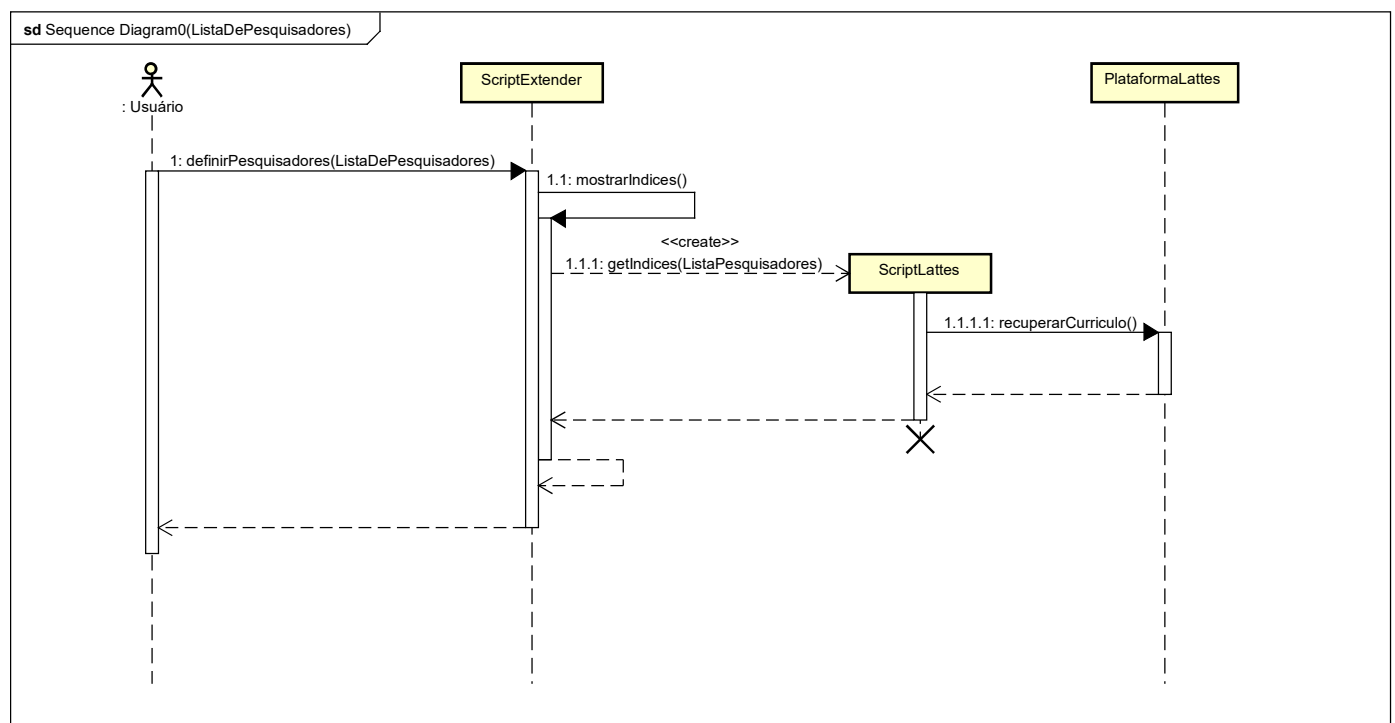 sd Sequence Diagram0(ListaDePesquisadores)
: Usuário
ScriptExtender
PlataformaLattes
1: definirPesquisadores(ListaDePesquisadores)
1.1: mostrarIndices()
<<create>>
1.1.1: getIndices(ListaPesquisadores)
ScriptLattes
1.1.1.1: recuperarCurriculo()